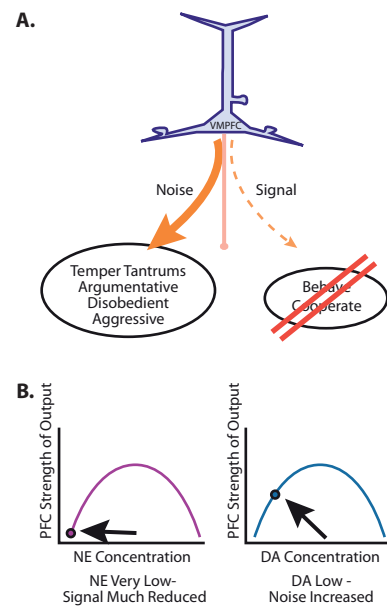 A.
VMPFC
Noise
Signal
Temper Tantrums
Argumentative
Disobedient
Aggressive
Behave
Cooperate
B.
PFC Strength of Output
NE Concentration
NE Very Low-
Signal Much Reduced
PFC Strength of Output
DA Concentration
DA Low -
Noise Increased